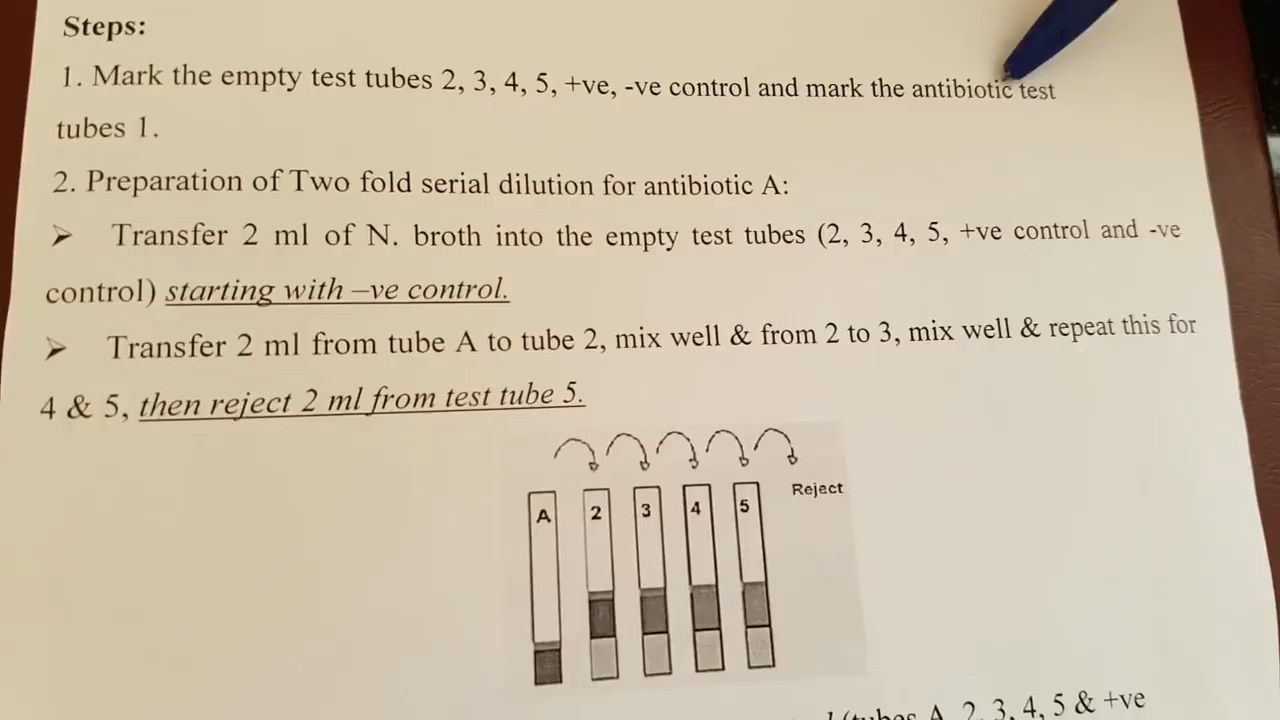 Steps:
1. Mark the empty test tubes 2, 3, 4, 5, +ve, -ve control and mark the antibiotic test
tubes 1.
2. Preparation of Two fold serial dilution for antibiotic A:
➢ Transfer 2 ml of N. broth into the empty test tubes (2, 3, 4, 5, +ve control and -ve
control) starting with –ve control.
➢ Transfer 2 ml from tube A to tube 2, mix well & from 2 to 3, mix well & repeat this for
4 & 5, then reject 2 ml from test tube 5.
Reject
A 2 3 4 5
(tubes A, 2, 3, 4, 5 & +ve